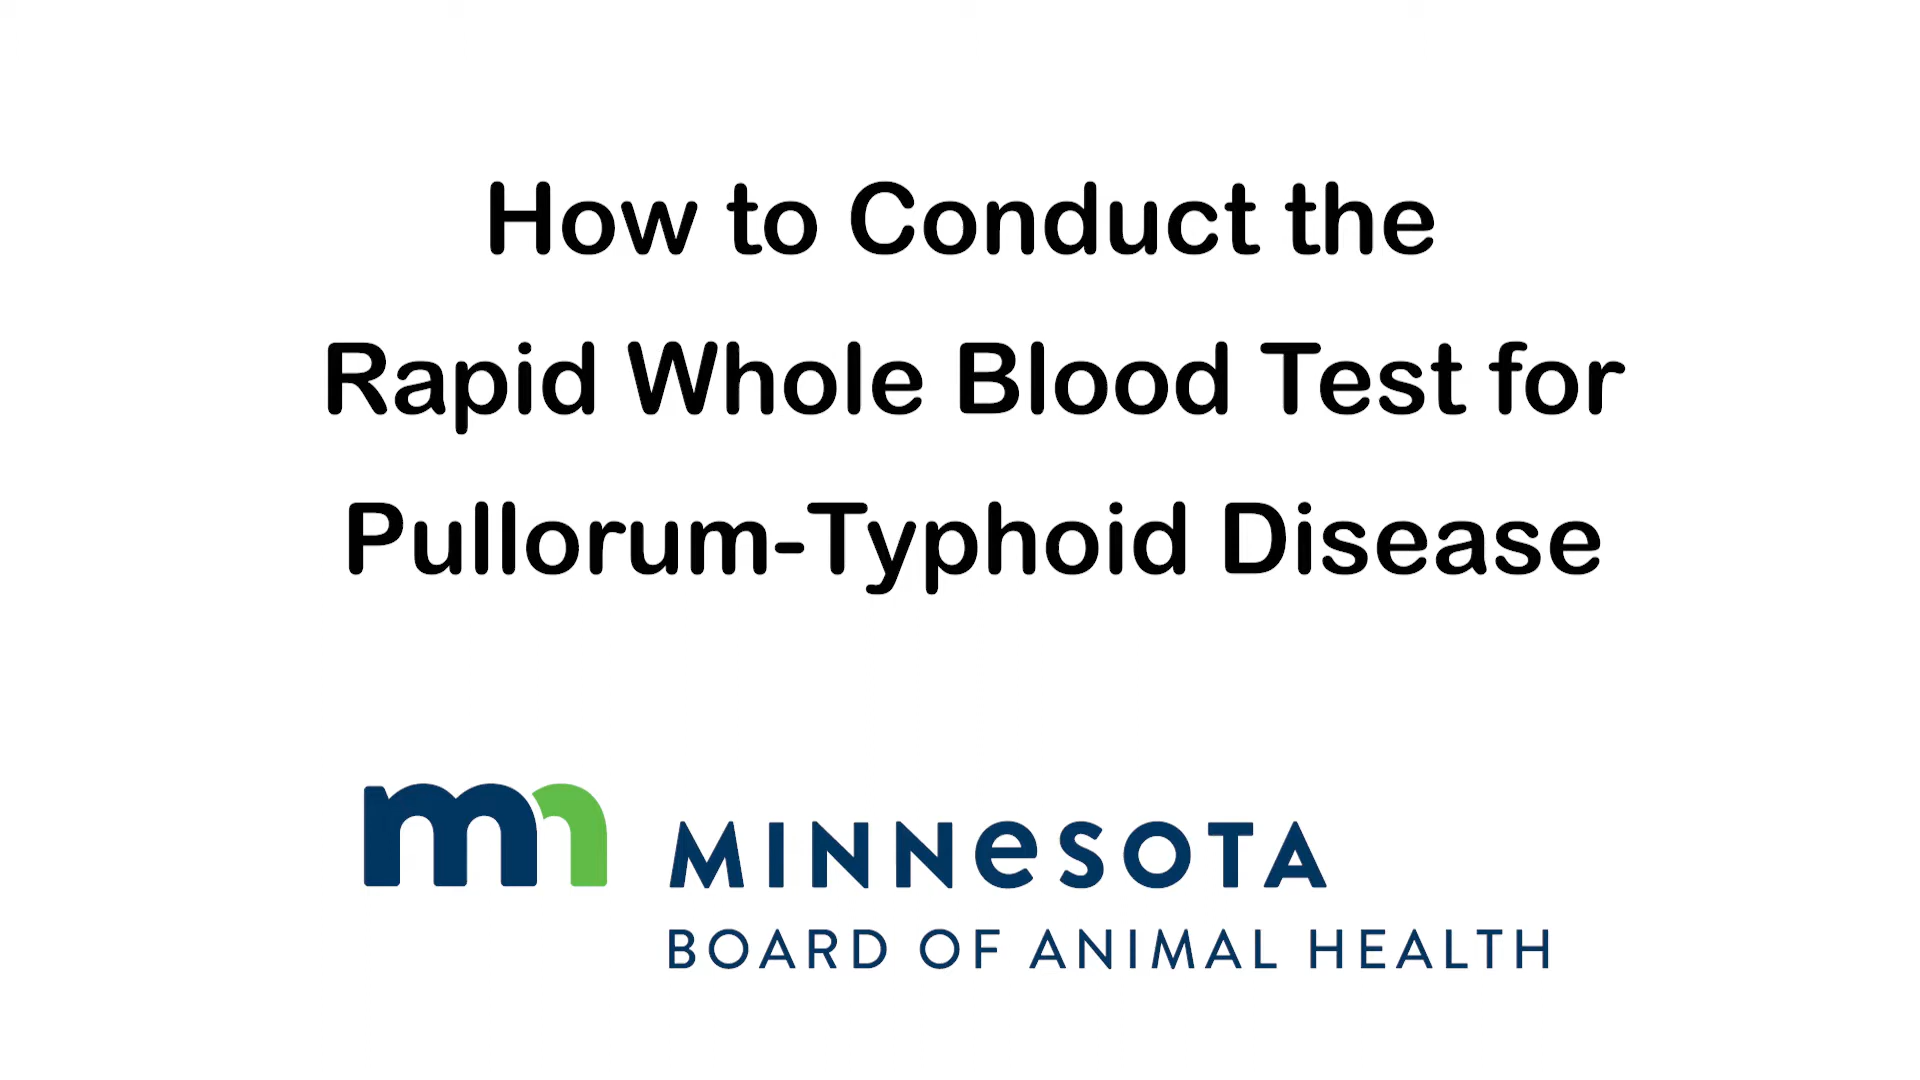 How to Conduct the
Rapid Whole Blood Test for
Pullorum-Typhoid Disease
mn MINNESOTA
BOARD OF ANIMAL HEALTH